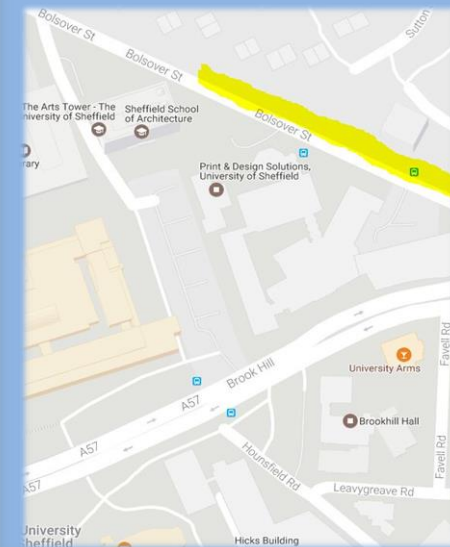 Bolsover St
Bolsover St
Sutton
The Arts Tower - The
niversity of Sheffield
Sheffield School
of Architecture
Bolsover St
rary
Print & Design Solutions,
University of Sheffield
Favell Rd
University Arms
Brook Hill
A57
A57
A57
Brookhill Hall
Hounsfield Rd
Favell Rd
Leavygreave Rd
University
Sheffield
Hicks Building